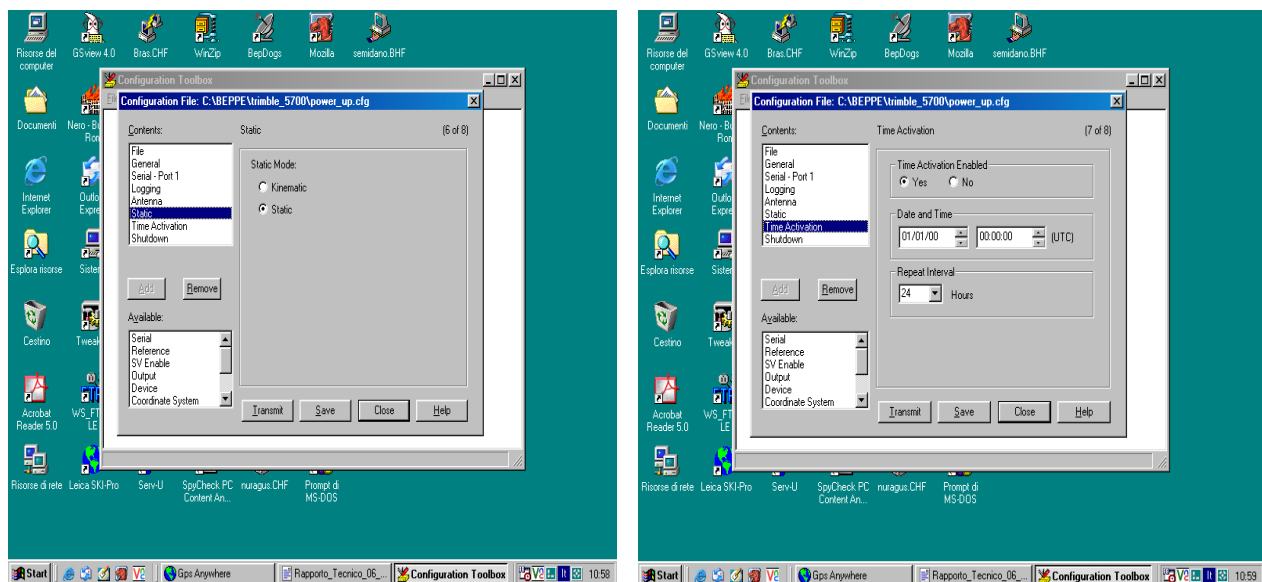 Risorse del computer
GSview 4.0
Bras.CHF
WinZip
BepDogs
Mozilla
semidano.BHF
Configuration Toolbox
Configuration File: C:\BEPPE\trimble_5700\power_up.cfg
Documenti
Contents:
Static
(6 of 8)
File
General
Serial - Port 1
Logging
Antenna
Static
Time Activation
Shutdown
Static Mode:
Kinematic
Static
Internet Explorer
Esplora risorse
Add
Remove
Available:
Serial
Reference
SV Enable
Output
Device
Coordinate System
Cestino
Acrobat Reader 5.0
WS_FT
LE
Transmit
Save
Close
Help
Risorse di rete
Leica SKI-Pro
Serv-U
SpyCheck PC Content An...
nuragus.CHF
Prompt di MS-DOS
Start
Gps Anywhere
Rapporto_Tecnico_06_...
Configuration Toolbox
10:58
Risorse del computer
GSview 4.0
Bras.CHF
WinZip
BepDogs
Mozilla
semidano.BHF
Configuration Toolbox
Configuration File: C:\BEPPE\trimble_5700\power_up.cfg
Documenti
Contents:
Time Activation
(7 of 8)
File
General
Serial - Port 1
Logging
Antenna
Static
Time Activation
Shutdown
Time Activation Enabled
Yes
No
Date and Time
01/01/00
00:00:00
(UTC)
Repeat Interval
24
Hours
Internet Explorer
Esplora risorse
Add
Remove
Available:
Serial
Reference
SV Enable
Output
Device
Coordinate System
Cestino
Acrobat Reader 5.0
WS_FT
LE
Transmit
Save
Close
Help
Risorse di rete
Leica SKI-Pro
Serv-U
SpyCheck PC Content An...
nuragus.CHF
Prompt di MS-DOS
Start
Gps Anywhere
Rapporto_Tecnico_06_...
Configuration Toolbox
10:59